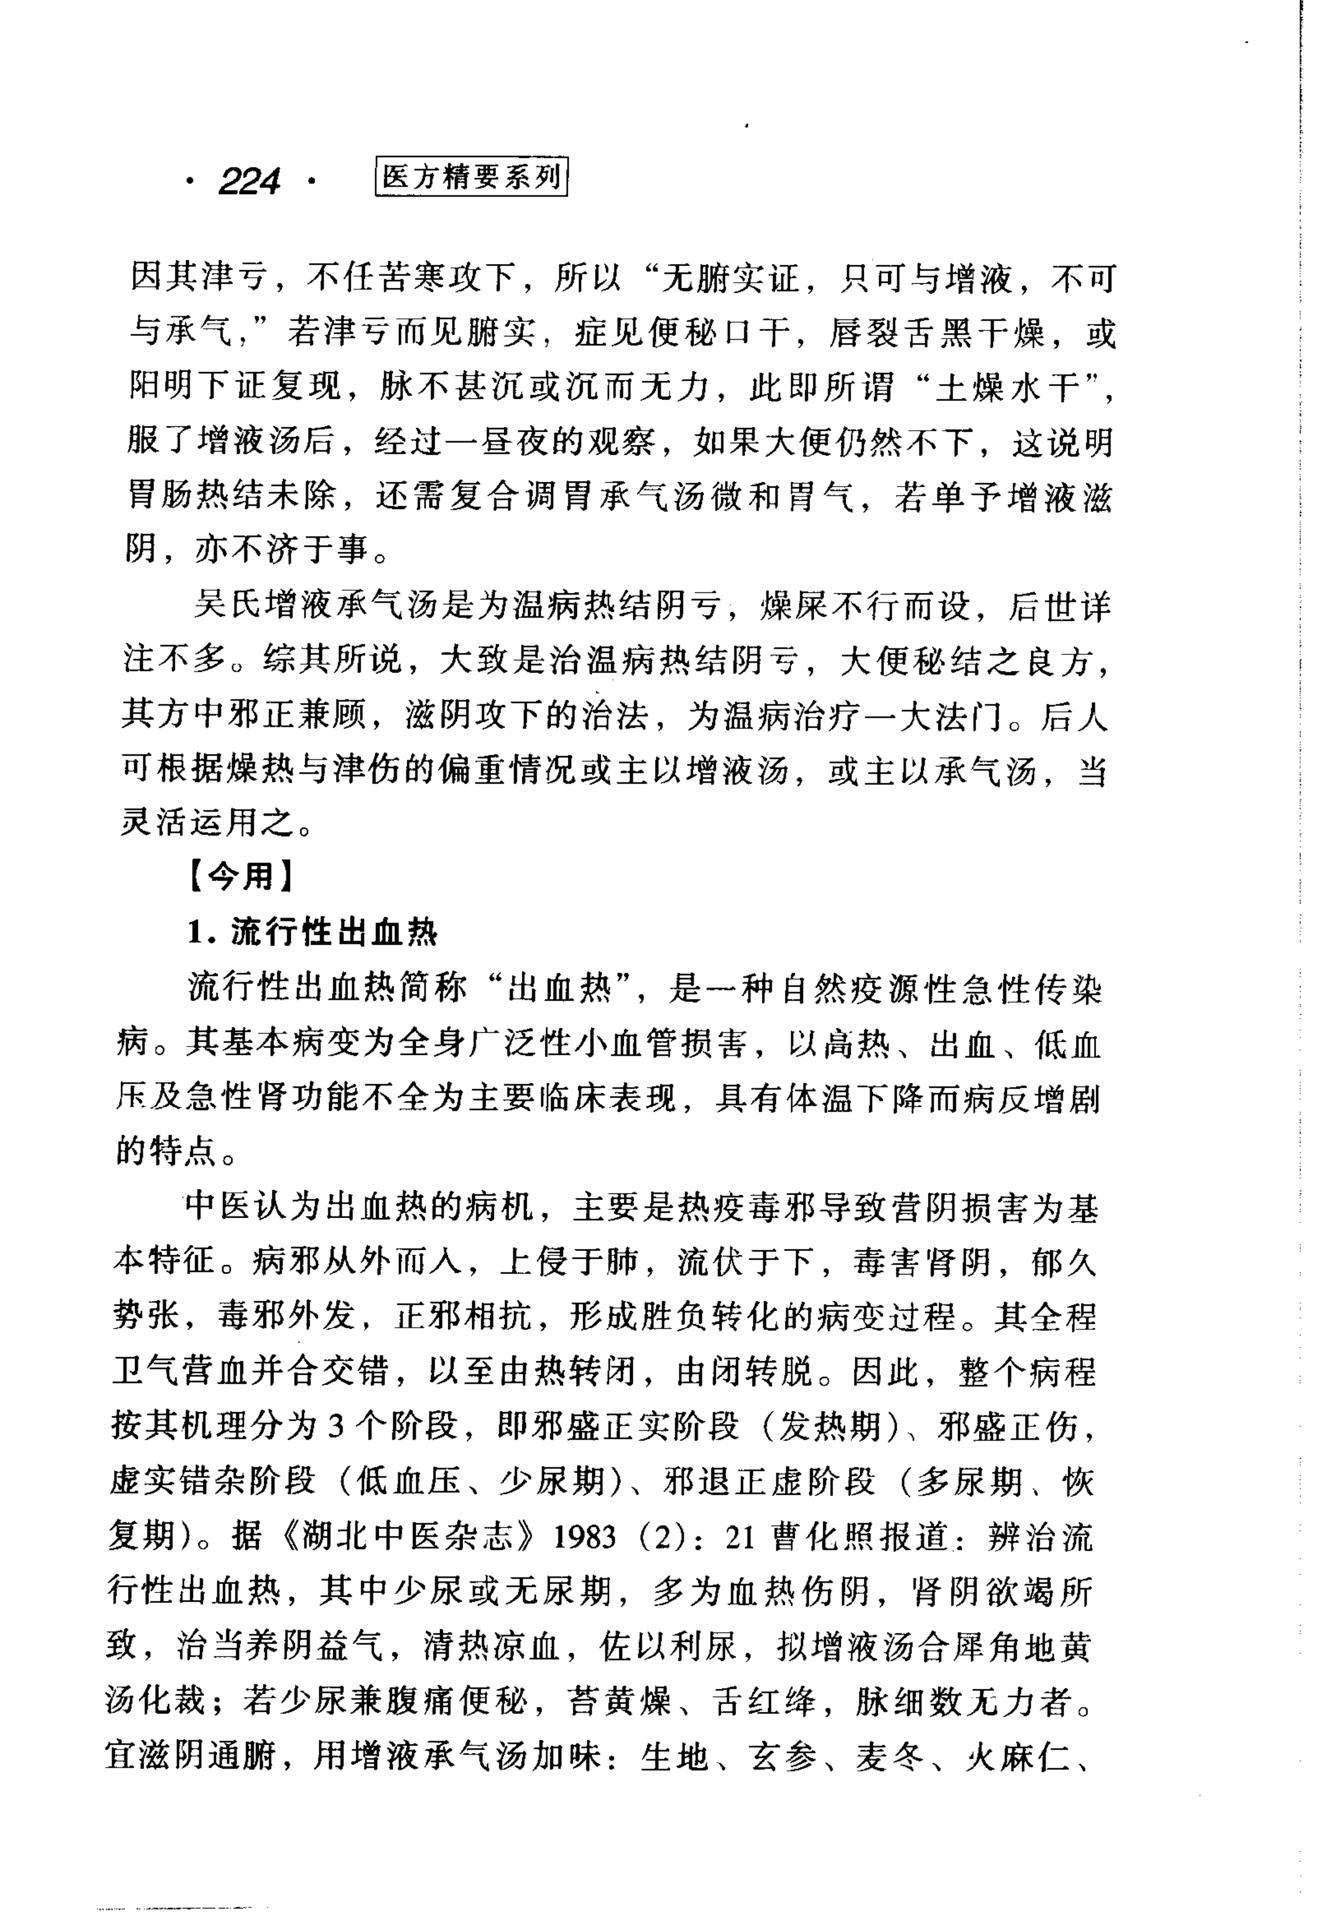 · 224 · 医方精要系列
因其津亏，不任苦寒攻下，所以“无腑实证，只可与增液，不可
与承气，”若津亏而见腑实，症见便秘口干，唇裂舌黑干燥，或
阳明下证复现，脉不甚沉或沉而无力，此即所谓“土燥水干”，
服了增液汤后，经过一昼夜的观察，如果大便仍然不下，这说明
胃肠热结未除，还需复合调胃承气汤微和胃气，若单予增液滋
阴，亦不济于事。
吴氏增液承气汤是为温病热结阴亏，燥屎不行而设，后世详
注不多。综其所说，大致是治温病热结阴亏，大便秘结之良方，
其方中邪正兼顾，滋阴攻下的治法，为温病治疗一大法门。后人
可根据燥热与津伤的偏重情况或主以增液汤，或主以承气汤，当
灵活运用之。
【今用】
1. 流行性出血热
流行性出血热简称“出血热”，是一种自然疫源性急性传染
病。其基本病变为全身广泛性小血管损害，以高热、出血、低血
压及急性肾功能不全为主要临床表现，具有体温下降而病反增剧
的特点。
中医认为出血热的病机，主要是热疫毒邪导致营阴损害为基
本特征。病邪从外而人，上侵于肺，流伏于下，毒害肾阴，郁久
势张，毒邪外发，正邪相抗，形成胜负转化的病变过程。其全程
卫气营血并合交错，以至由热转闭，由闭转脱。因此，整个病程
按其机理分为3个阶段，即邪盛正实阶段（发热期）、邪盛正伤，
虚实错杂阶段（低血压、少尿期）、邪退正虚阶段（多尿期、恢
复期）。据《湖北中医杂志》1983（2）：21曹化照报道：辨治流
行性出血热，其中少尿或无尿期，多为血热伤阴，肾阴欲竭所
致，治当养阴益气，清热凉血，佐以利尿，拟增液汤合犀角地黄
汤化裁；若少尿兼腹痛便秘，苔黄燥、舌红绛，脉细数无力者。
宜滋阴通腑，用增液承气汤加味：生地、玄参、麦冬、火麻仁、